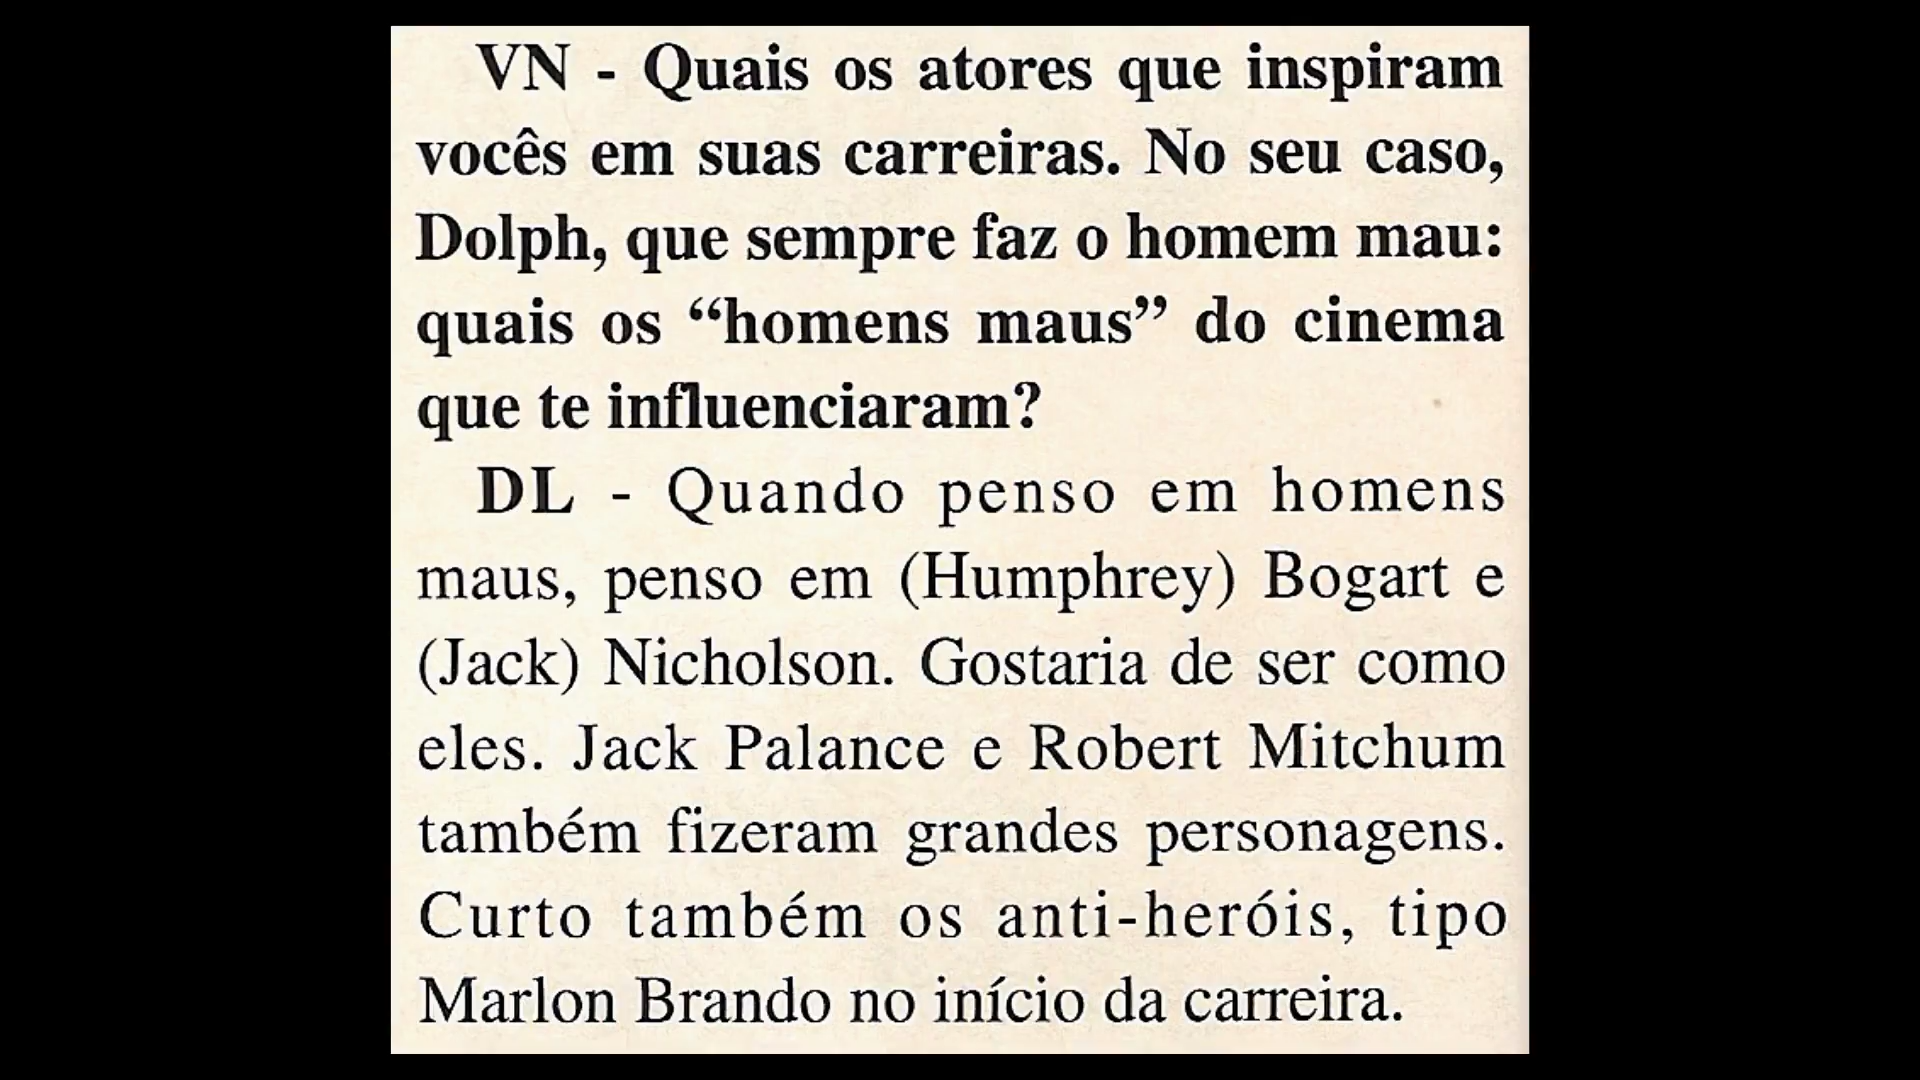 VN - Quais os atores que inspiram
vocês em suas carreiras. No seu caso,
Dolph, que sempre faz o homem mau:
quais os “homens maus” do cinema
que te influenciaram?
DL - Quando penso em homens
maus, penso em (Humphrey) Bogart e
(Jack) Nicholson. Gostaria de ser como
eles. Jack Palance e Robert Mitchum
também fizeram grandes personagens.
Curto também os anti-heróis, tipo
Marlon Brando no início da carreira.